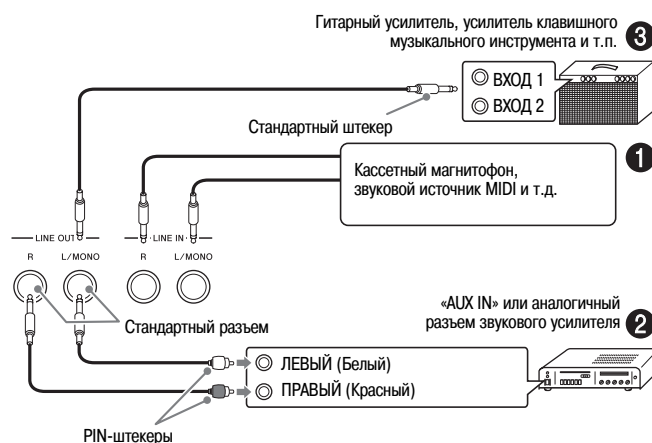 Гитарный усилитель, усилитель клавишного
музыкального инструмента и т.п.
3
ВХОД 1
ВХОД 2
Стандартный штекер
1
Кассетный магнитофон,
звуковой источник MIDI и т.д.
LINE OUT
LINE IN
R
L/MONO
R
L/MONO
«AUX IN» или аналогичный
разъем звукового усилителя
2
Стандартный разъем
ЛЕВЫЙ (Белый)
ПРАВЫЙ (Красный)
PIN-штекеры